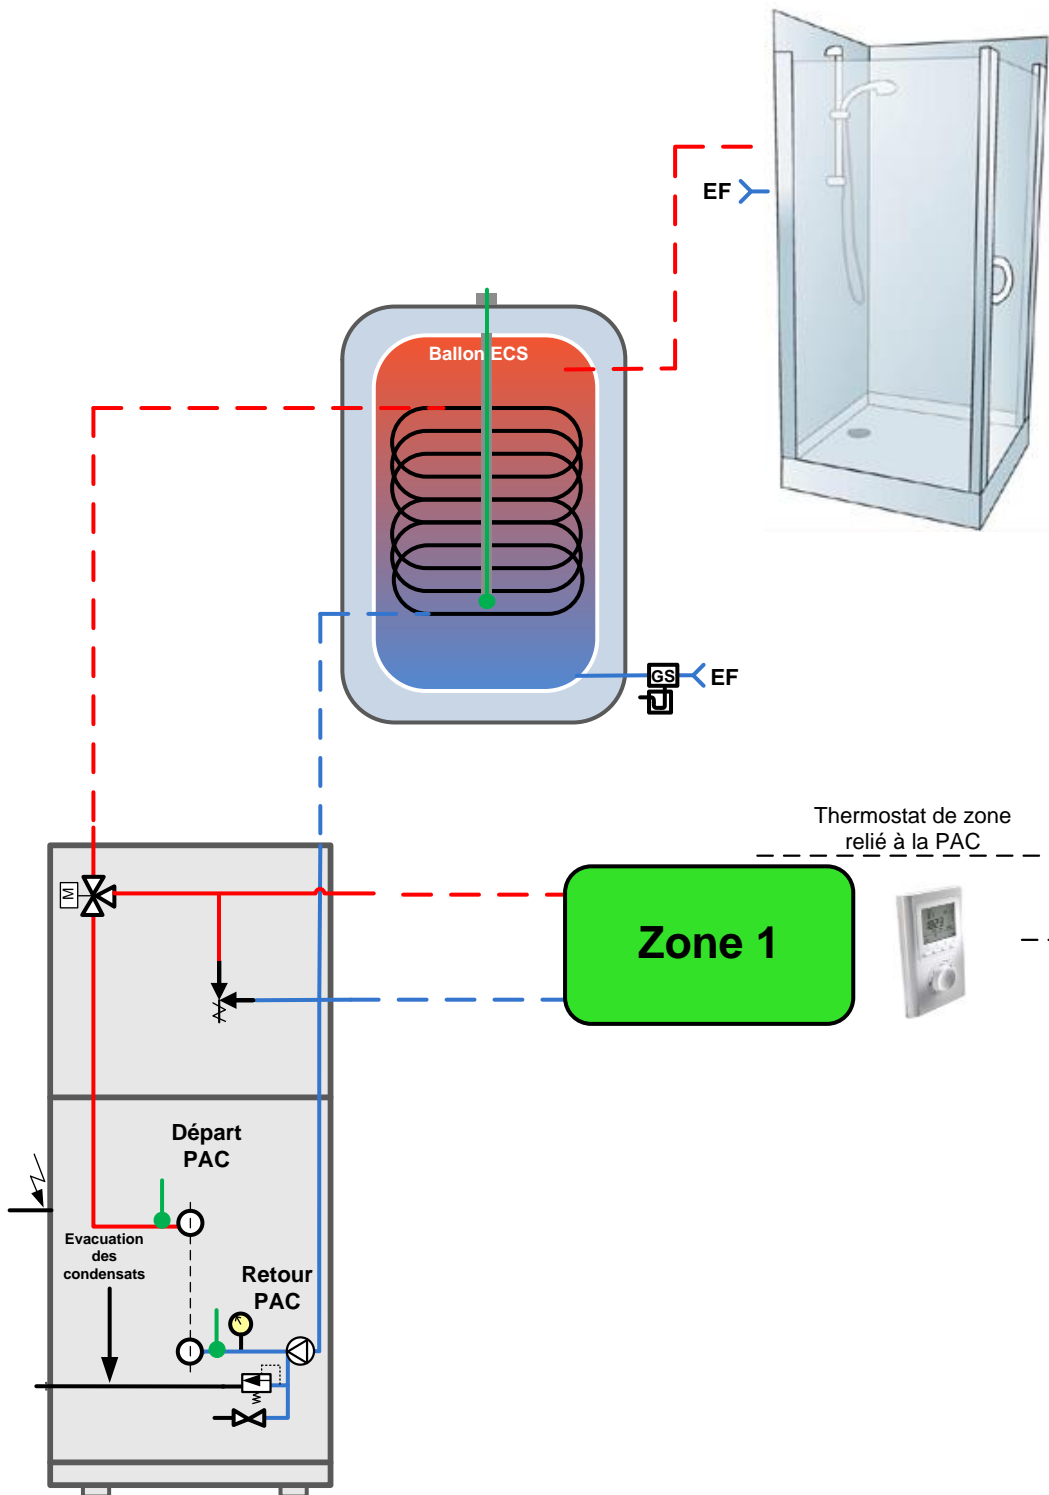 EF
Ballon ECS
GS
EF
Thermostat de zone
relié à la PAC
M
Zone 1
Départ
PAC
Evacuation
des
condensats
Retour
PAC